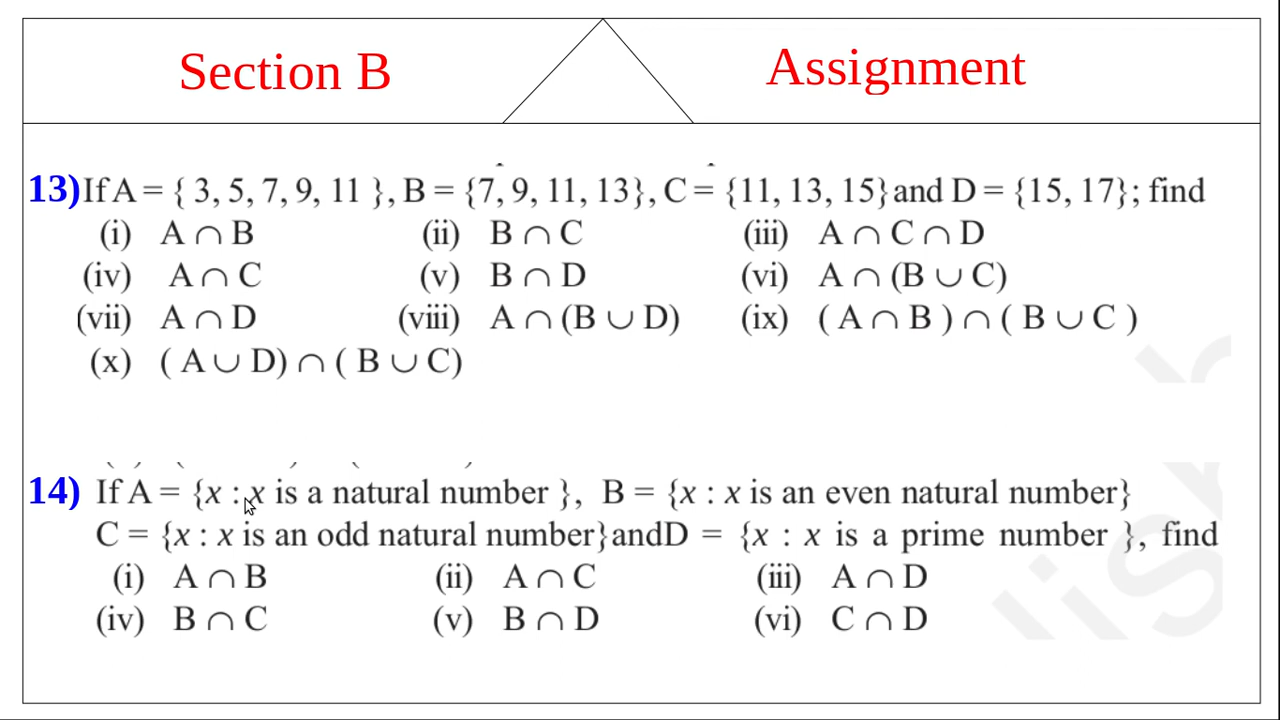 Section B
Assignment
13) If A = { 3, 5, 7, 9, 11 }, B = {7, 9, 11, 13}, C = {11, 13, 15} and D = {15, 17}; find
(i) A ∩ B (ii) B ∩ C (iii) A ∩ C ∩ D
(iv) A ∩ C (v) B ∩ D (vi) A ∩ (B ∪ C)
(vii) A ∩ D (viii) A ∩ (B ∪ D) (ix) ( A ∩ B ) ∩ ( B ∪ C )
(x) ( A ∪ D) ∩ ( B ∪ C)
14) If A = {x : x is a natural number }, B = {x : x is an even natural number}
C = {x : x is an odd natural number}andD = {x : x is a prime number }, find
(i) A ∩ B (ii) A ∩ C (iii) A ∩ D
(iv) B ∩ C (v) B ∩ D (vi) C ∩ D